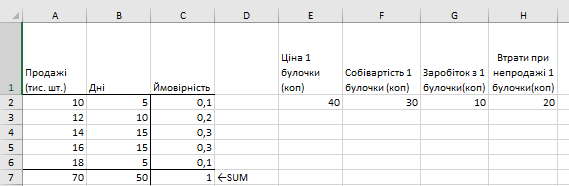 A B C D E F G H
1 Продажі (тис. шт.) Дні Ймовірність Ціна 1 булочки (коп) Собівартість 1 булочки (коп) Заробіток з 1 булочки(коп) Втрати при непродажі 1 булочки(коп)
2 10 5 0,1 40 30 10 20
3 12 10 0,2
4 14 15 0,3
5 16 15 0,3
6 18 5 0,1
7 70 50 1 ←SUM